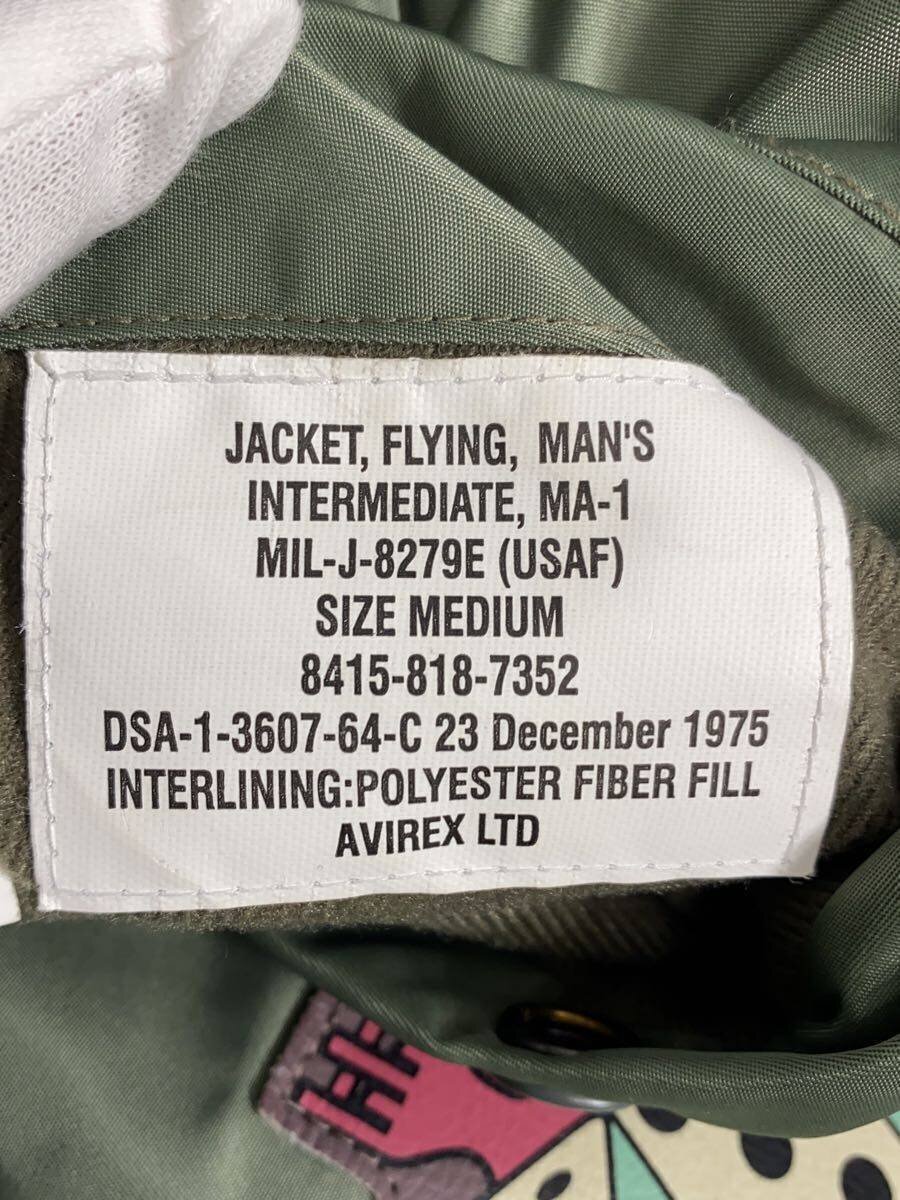 JACKET, FLYING, MAN'S
INTERMEDIATE, MA-1
MIL-J-8279E (USAF)
SIZE MEDIUM
8415-818-7352
DSA-1-3607-64-C 23 December 1975
INTERLINING:POLYESTER FIBER FILL
AVIREX LTD